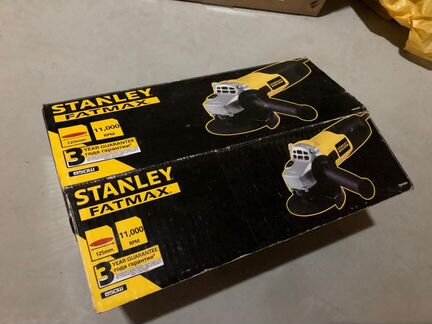 STANLEY
FATMAX
125mm
11,000
RPM
3
YEAR GUARANTEE
года гарантии*
850W
STANLEY
FATMAX
125mm
11,000
RPM
3
YEAR GUARANTEE
года гарантии*
850W